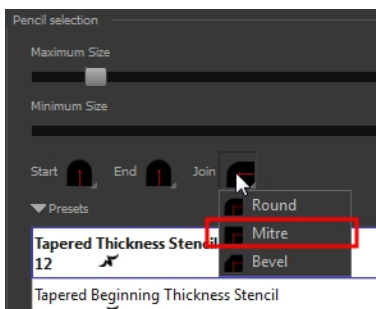 Pencil selection
Maximum Size
Minimum Size
Start End Join
Round
Presets
Mitre
Tapered Thickness Stencil
12
Bevel
Tapered Beginning Thickness Stencil